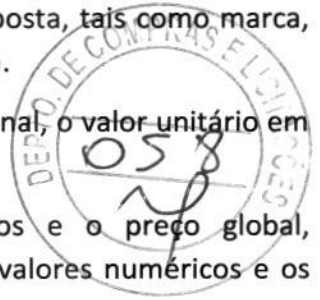 posta, tais como marca,
nal, o valor unitário em
DEPTO. DE COMPRAS E LICITAÇÕES
058
os e o preço global,
valores numéricos e os